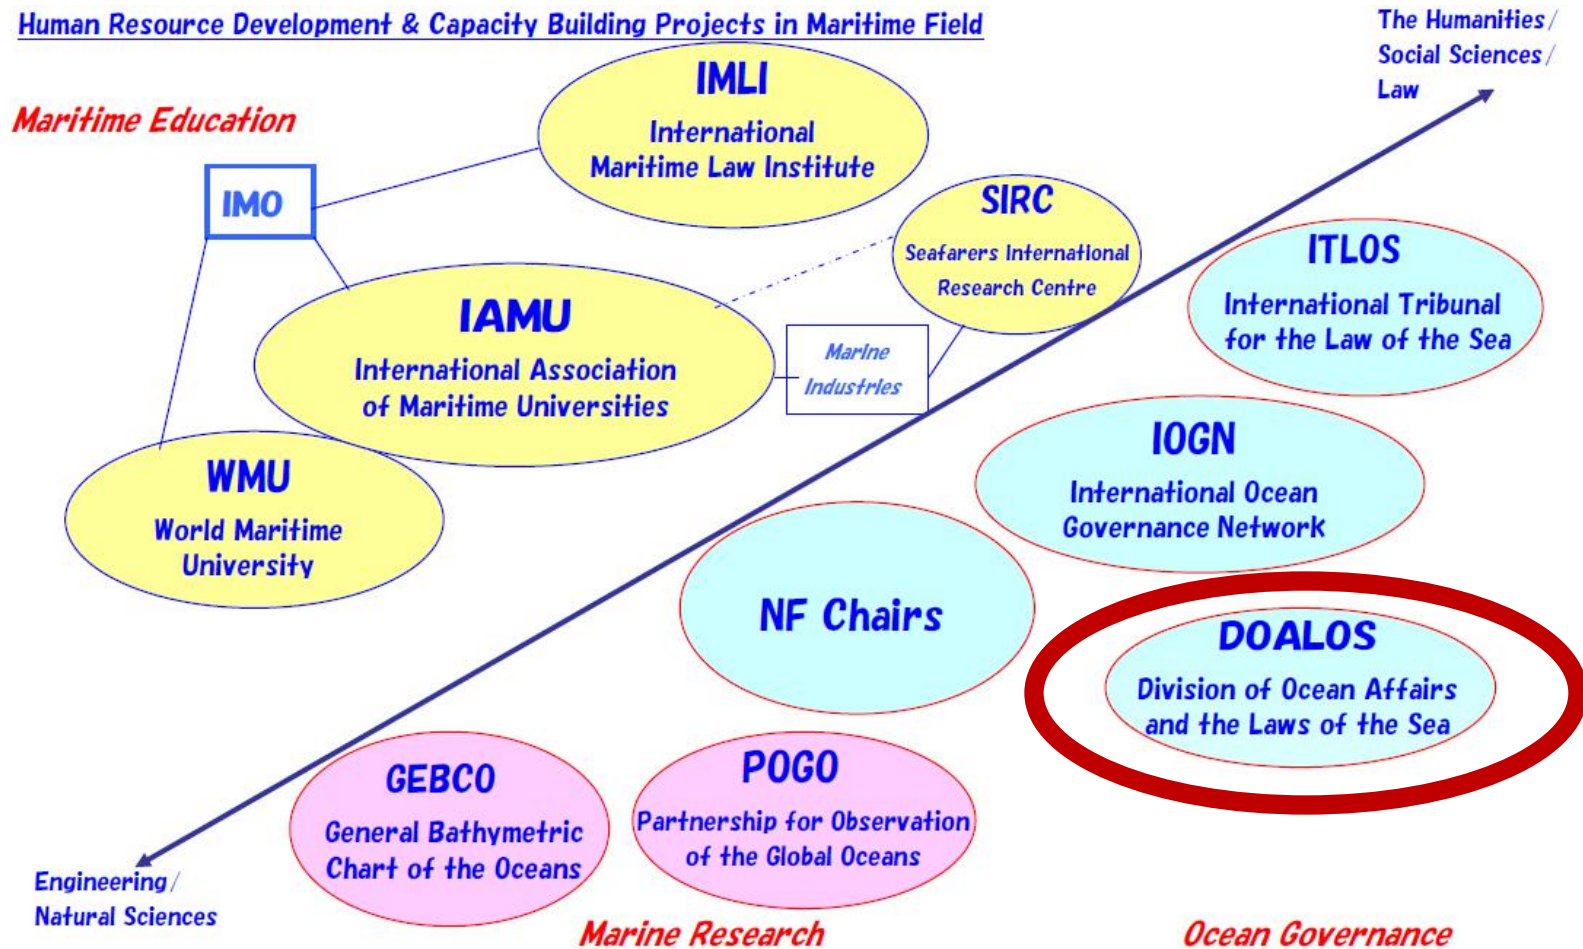 Human Resource Development & Capacity Building Projects in Maritime Field
The Humanities/
Social Sciences/
Law
Maritime Education
IMLI
International
Maritime Law Institute
IMO
SIRC
Seafarers International
Research Centre
ITLOS
International Tribunal
for the Law of the Sea
IAMU
International Association
of Maritime Universities
Marine
Industries
IOGN
International Ocean
Governance Network
WMU
World Maritime
University
NF Chairs
DOALOS
Division of Ocean Affairs
and the Laws of the Sea
GEBCO
General Bathymetric
Chart of the Oceans
POGO
Partnership for Observation
of the Global Oceans
Engineering/
Natural Sciences
Marine Research
Ocean Governance